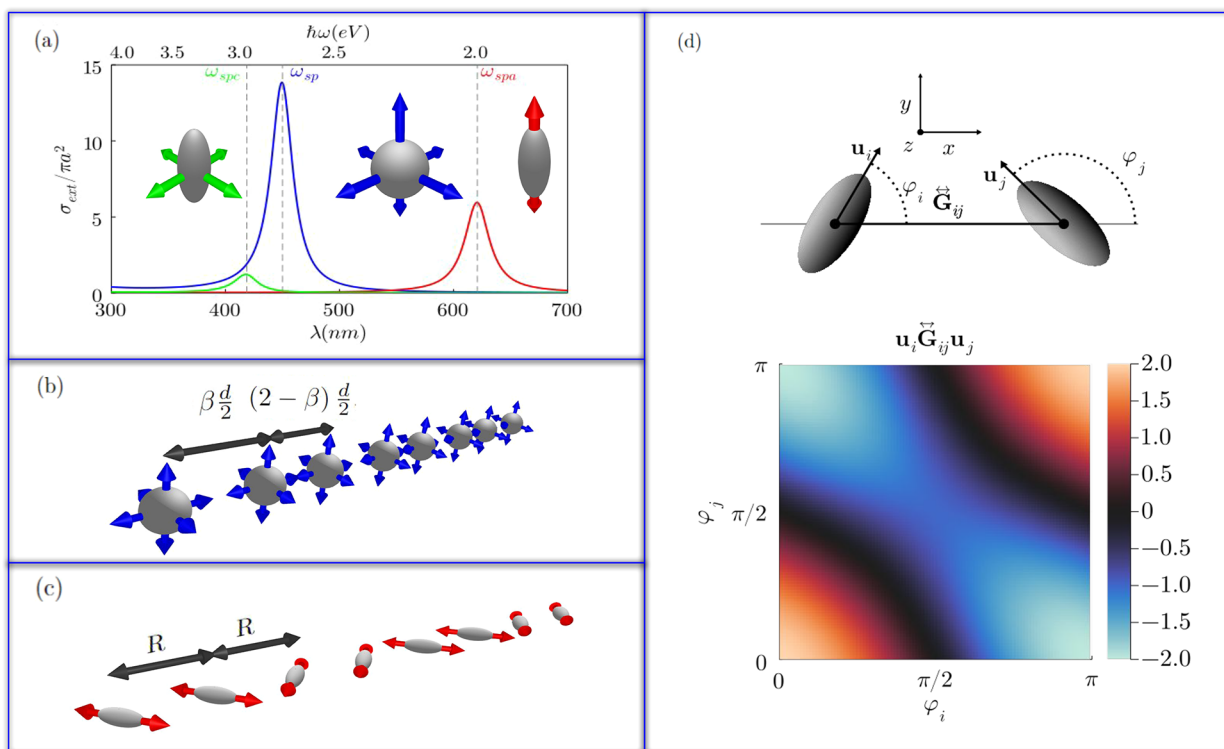 (a)
ħω(eV)
4.0 3.5 3.0 2.5 2.0
ω_spc ω_sp ω_spa
15
10
5
0
σ_ext/πa²
300 400 500 600 700
λ(nm)
(b)
β d/2 (2 − β) d/2
(c)
R R
(d)
y
z x
u_i u_j
φ_i φ_j
G_ij
u_i G_ij u_j
π
φ_j π/2
0
0 π/2 π
φ_i
2.0
1.5
1.0
0.5
0
−0.5
−1.0
−1.5
−2.0